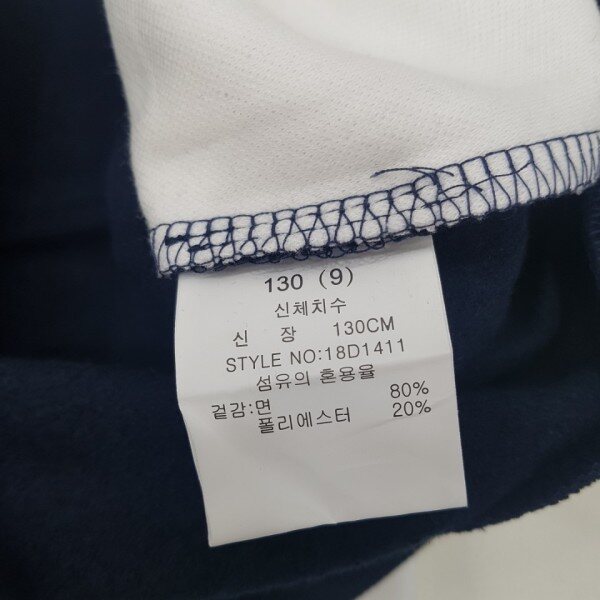 130 (9)
신체치수
신 장 130CM
STYLE NO:18D1411
섬유의 혼용율
겉감:면 80%
폴리에스터 20%